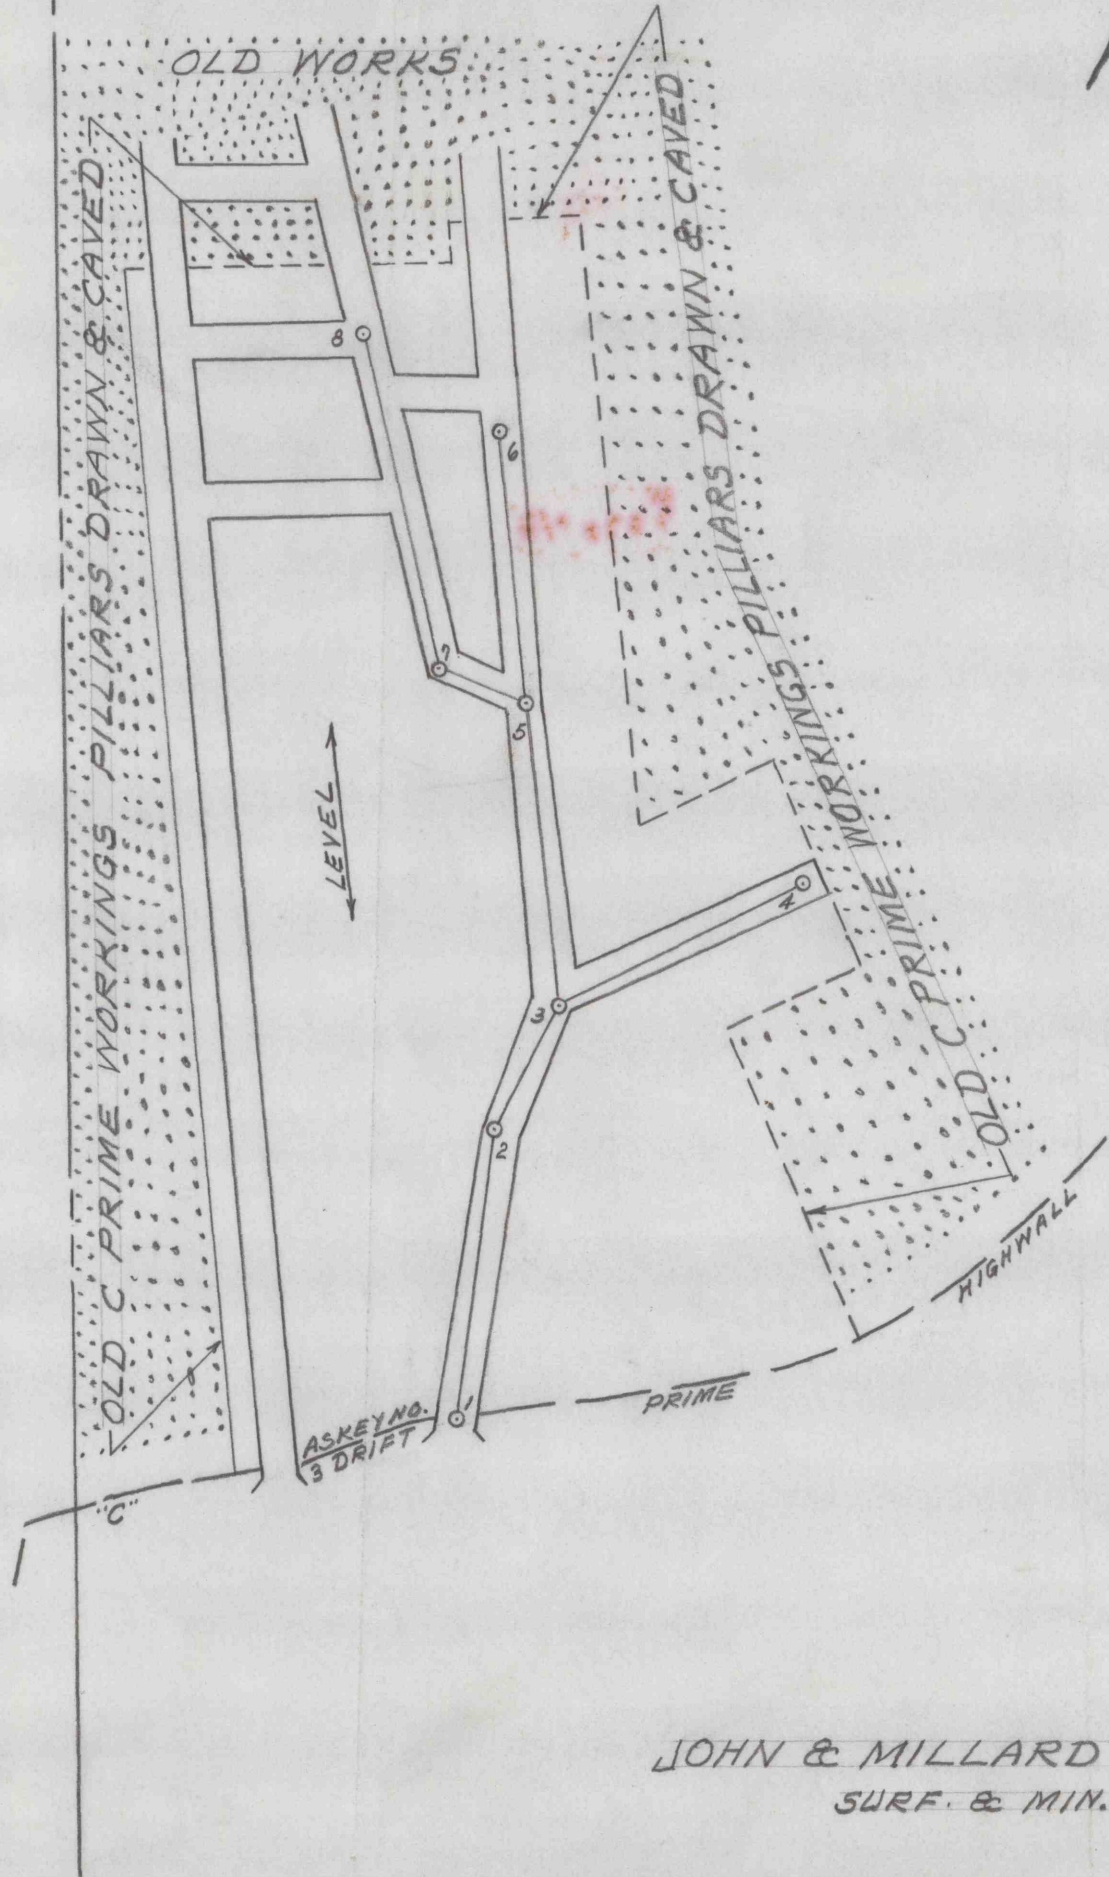 OLD WORKS
OLD C PRIME WORKINGS PILLIARS DRAWN & CAVED
OLD C PRIME WORKINGS PILLIARS DRAWN & CAVED
8
6
7
5
LEVEL
4
3
2
1
HIGHWALL
PRIME
ASKEY NO.
3 DRIFT
"C"
JOHN & MILLARD
SURF. & MIN.